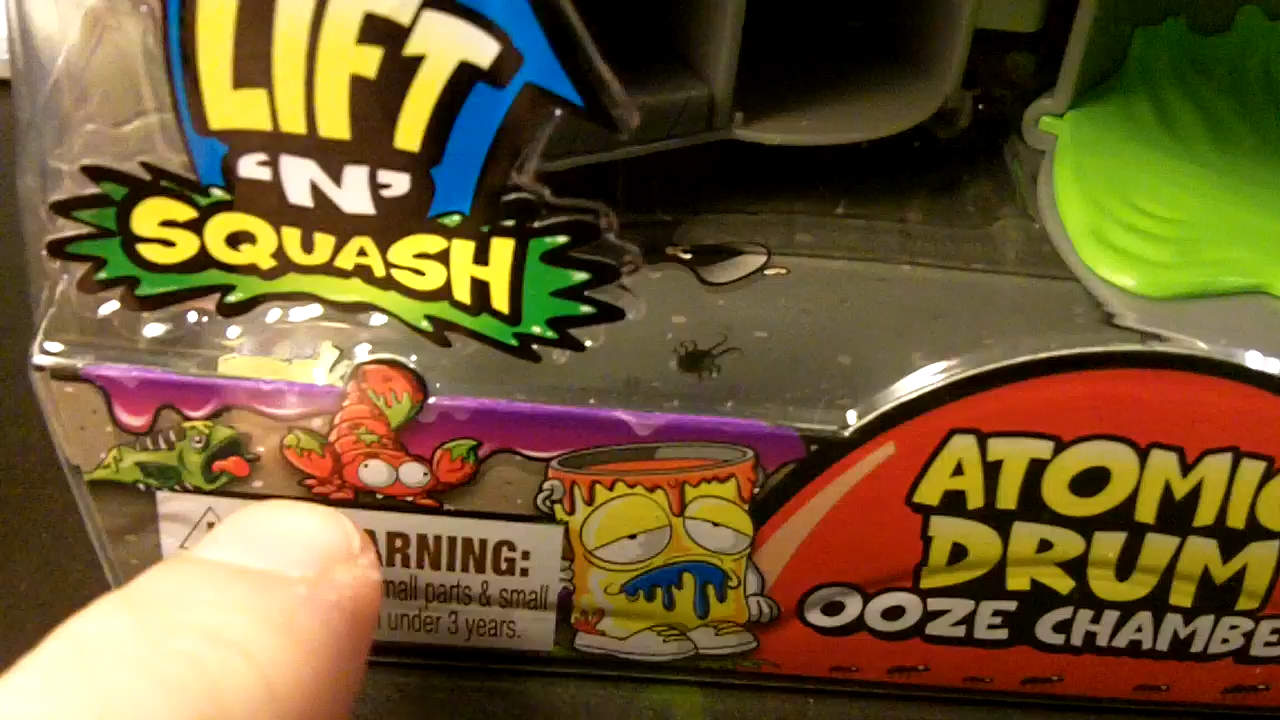 LIFT
'N'
SQUASH
ATOMIC
DRUM
OOZE CHAMBE
ARNING:
mall parts & small
under 3 years.